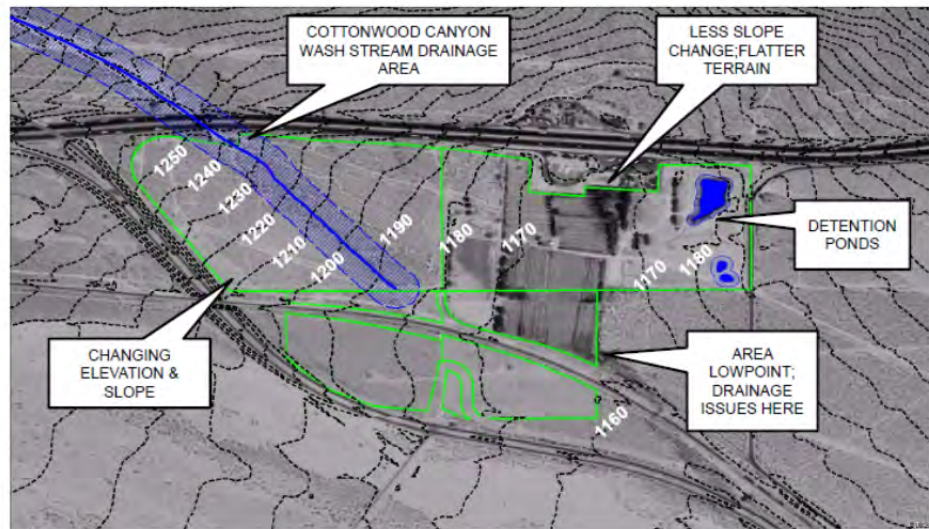 COTTONWOOD CANYON
WASH STREAM DRAINAGE
AREA
LESS SLOPE
CHANGE;FLATTER
TERRAIN
1250
1240
1230
1220
1210
1200
1190
1180
1170
1170
1180
DETENTION
PONDS
CHANGING
ELEVATION &
SLOPE
AREA
LOWPOINT;
DRAINAGE
ISSUES HERE
1160